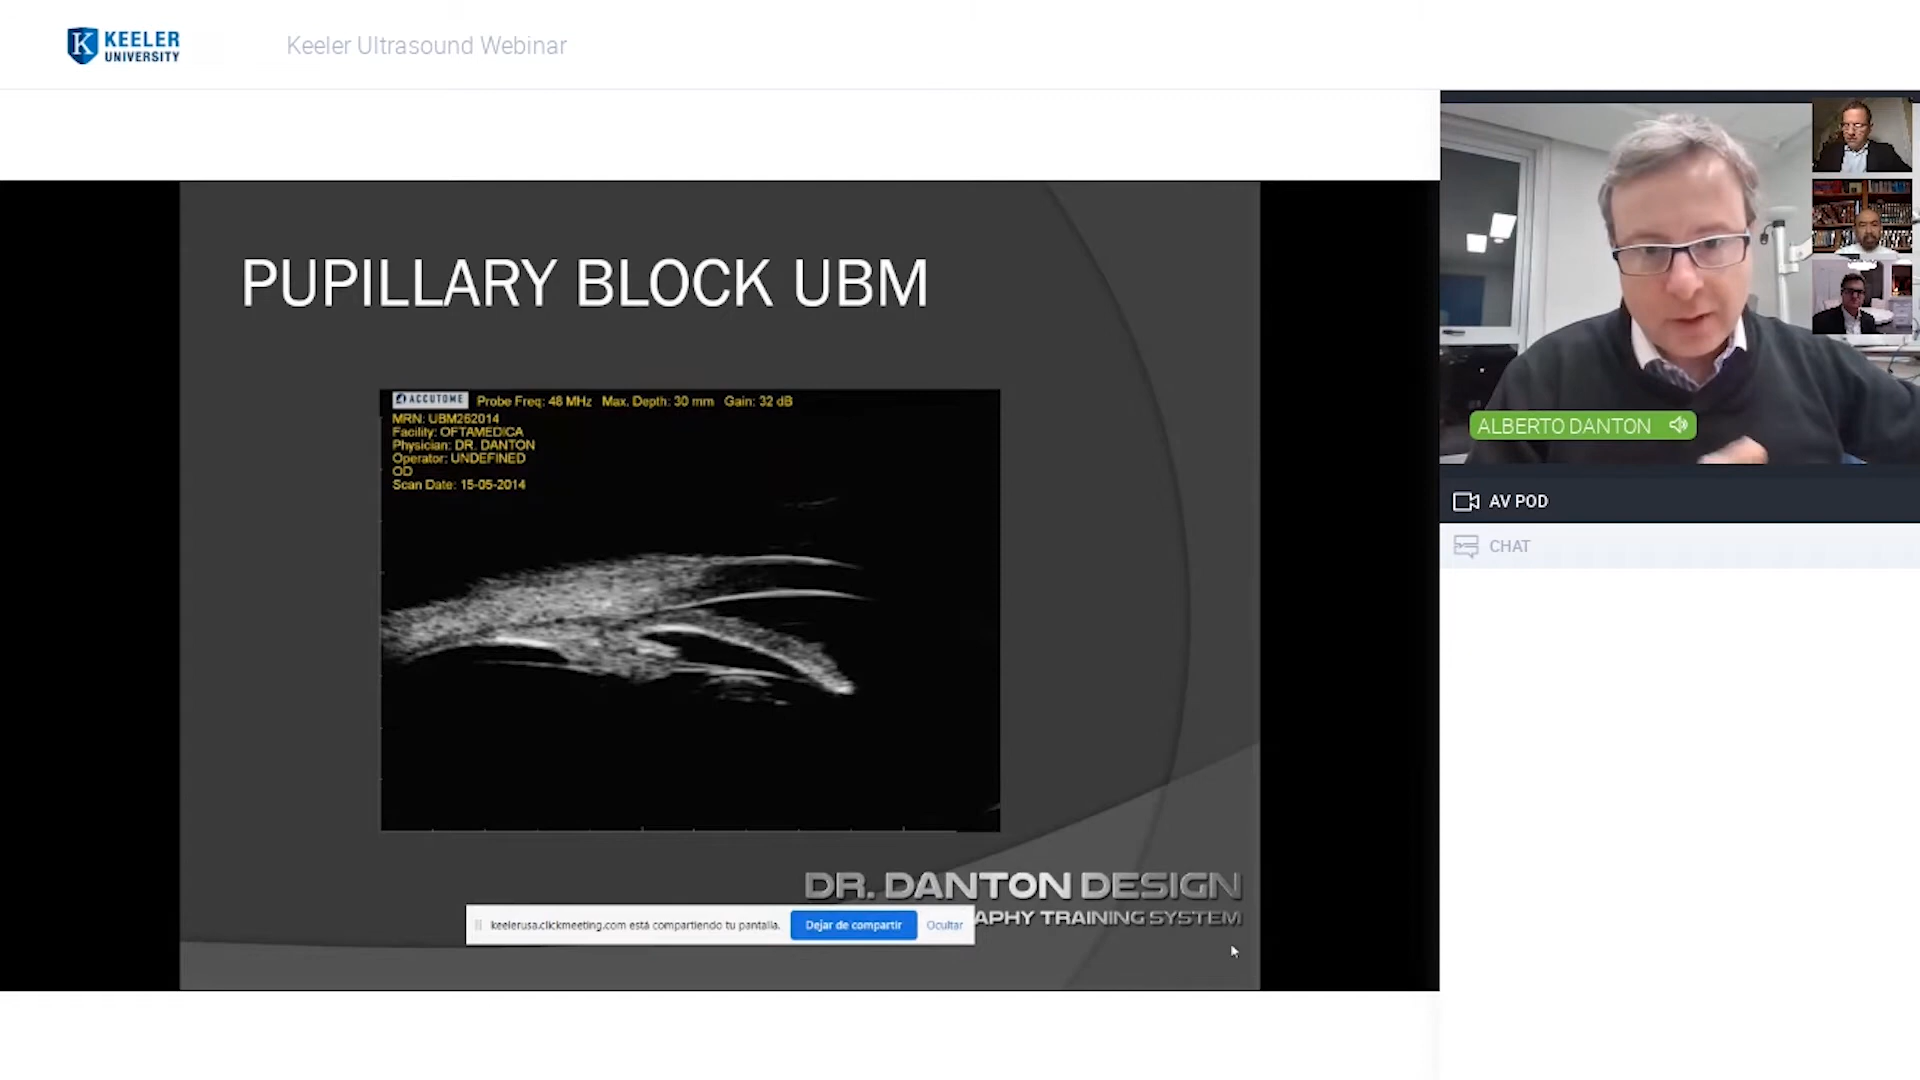 KEELER
UNIVERSITY
Keeler Ultrasound Webinar
PUPILLARY BLOCK UBM
ACCUTOME Probe Freq: 48 MHz Max. Depth: 30 mm Gain: 32 dB
MRN: UBM262014
Facility: OFTAMEDICA
Physician: DR. DANTON
Operator: UNDEFINED
OD
Scan Date: 15-05-2014
DR. DANTON DESIGN
APHY TRAINING SYSTEM
keelerusa.clickmeeting.com está compartiendo tu pantalla. Dejar de compartir Ocultar
ALBERTO DANTON
AV POD
CHAT